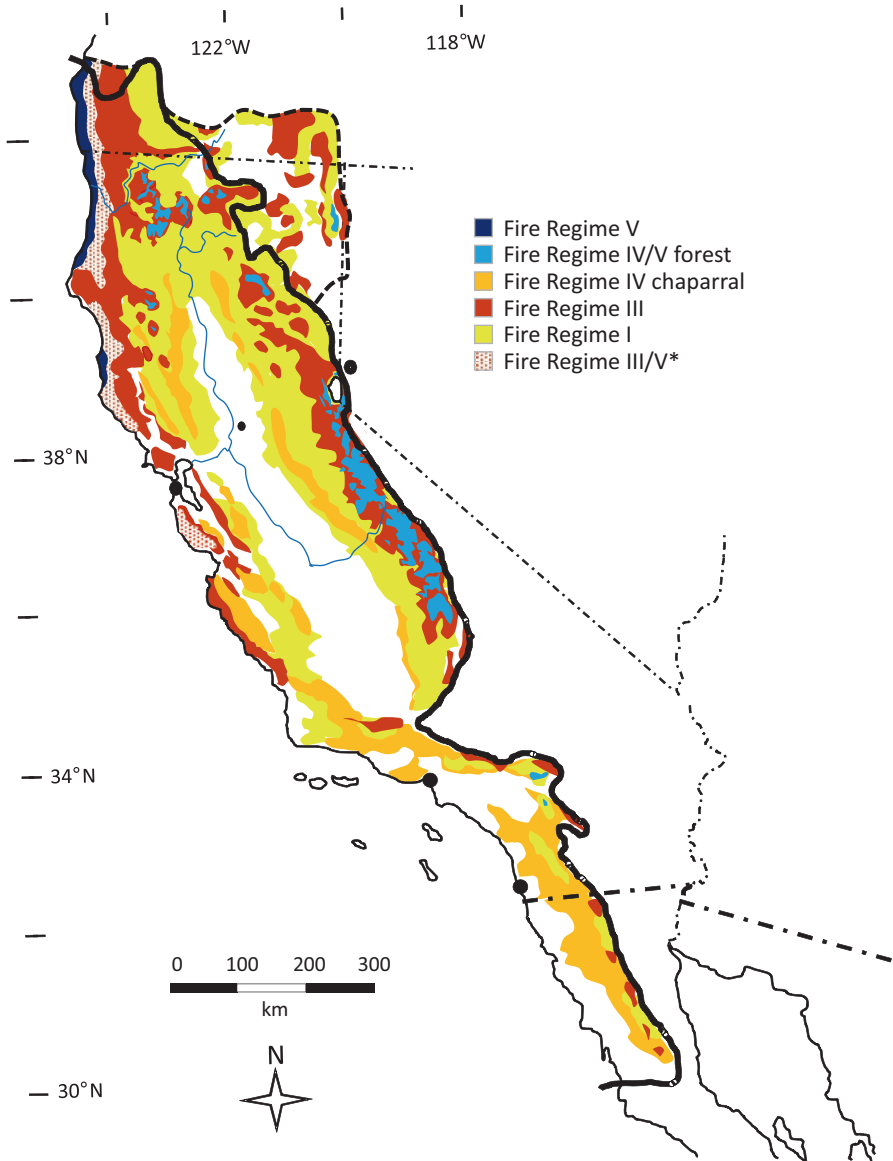 122°W
118°W
Fire Regime V
Fire Regime IV/V forest
Fire Regime IV chaparral
Fire Regime III
Fire Regime I
Fire Regime III/V*
38°N
34°N
0 100 200 300
km
N
30°N